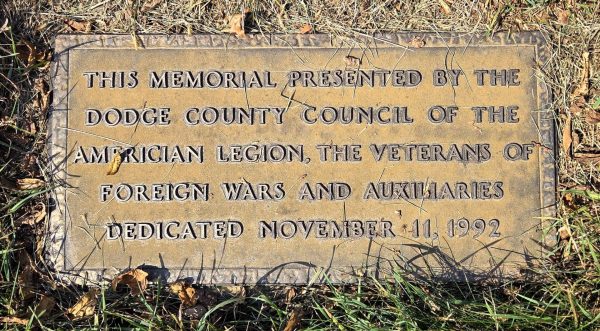 THIS MEMORIAL PRESENTED BY THE
DODGE COUNTY COUNCIL OF THE
AMERICIAN LEGION, THE VETERANS OF
FOREIGN WARS AND AUXILIARIES
DEDICATED NOVEMBER 11, 1992